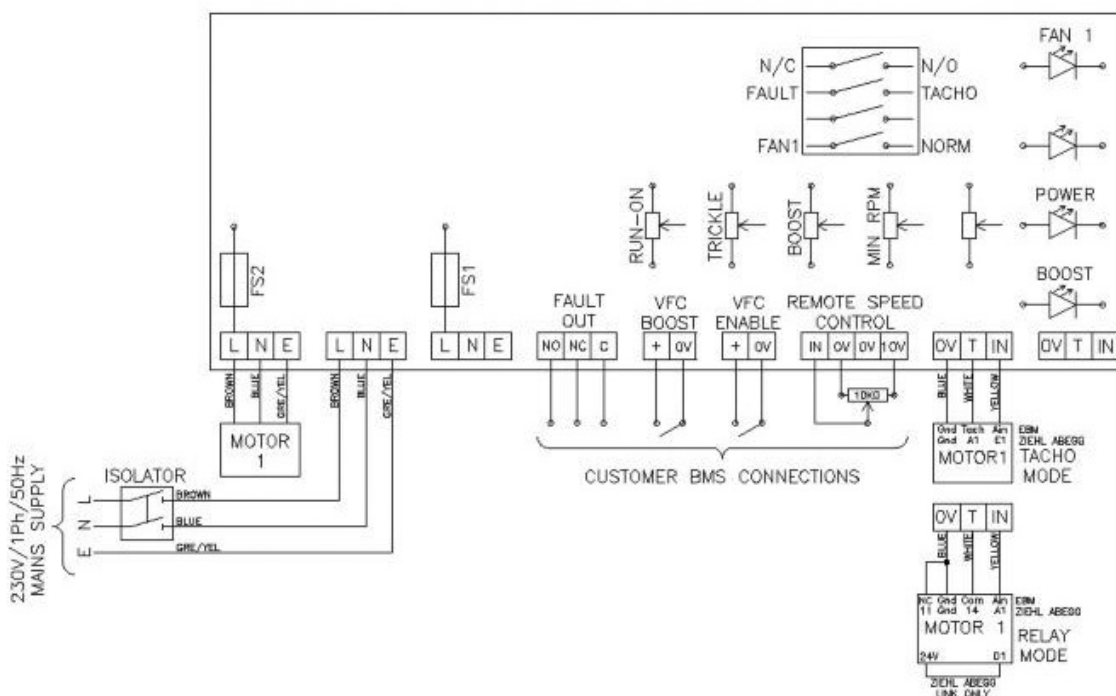 FAN 1
N/C N/O
FAULT TACHO
FAN1 NORM
RUN-ON
TRICKLE
BOOST
MIN RPM
POWER
BOOST
FS2
FS1
FAULT OUT
VFC BOOST
VFC ENABLE
REMOTE SPEED CONTROL
L N E
L N E
L N E
NO NC C
+ 0V
+ 0V
IN 0V 0V 10V
0V T IN
0V T IN
BROWN
BLUE
GRE/YEL
BROWN
BLUE
GRE/YEL
BLUE
WHITE
YELLOW
10KΩ
MOTOR
1
Gnd Tach Ain EBM
Gnd A1 E1 ZIEHL ABEGG
MOTOR1 TACHO
MODE
CUSTOMER BMS CONNECTIONS
ISOLATOR
230V/1Ph/50Hz
MAINS SUPPLY
L BROWN
N BLUE
E GRE/YEL
0V T IN
BLUE
WHITE
YELLOW
NC Gnd Com Ain EBM
11 Gnd 14 A1 ZIEHL ABEGG
MOTOR 1 RELAY
MODE
24V D1
ZIEHL ABEGG
LINK ONLY